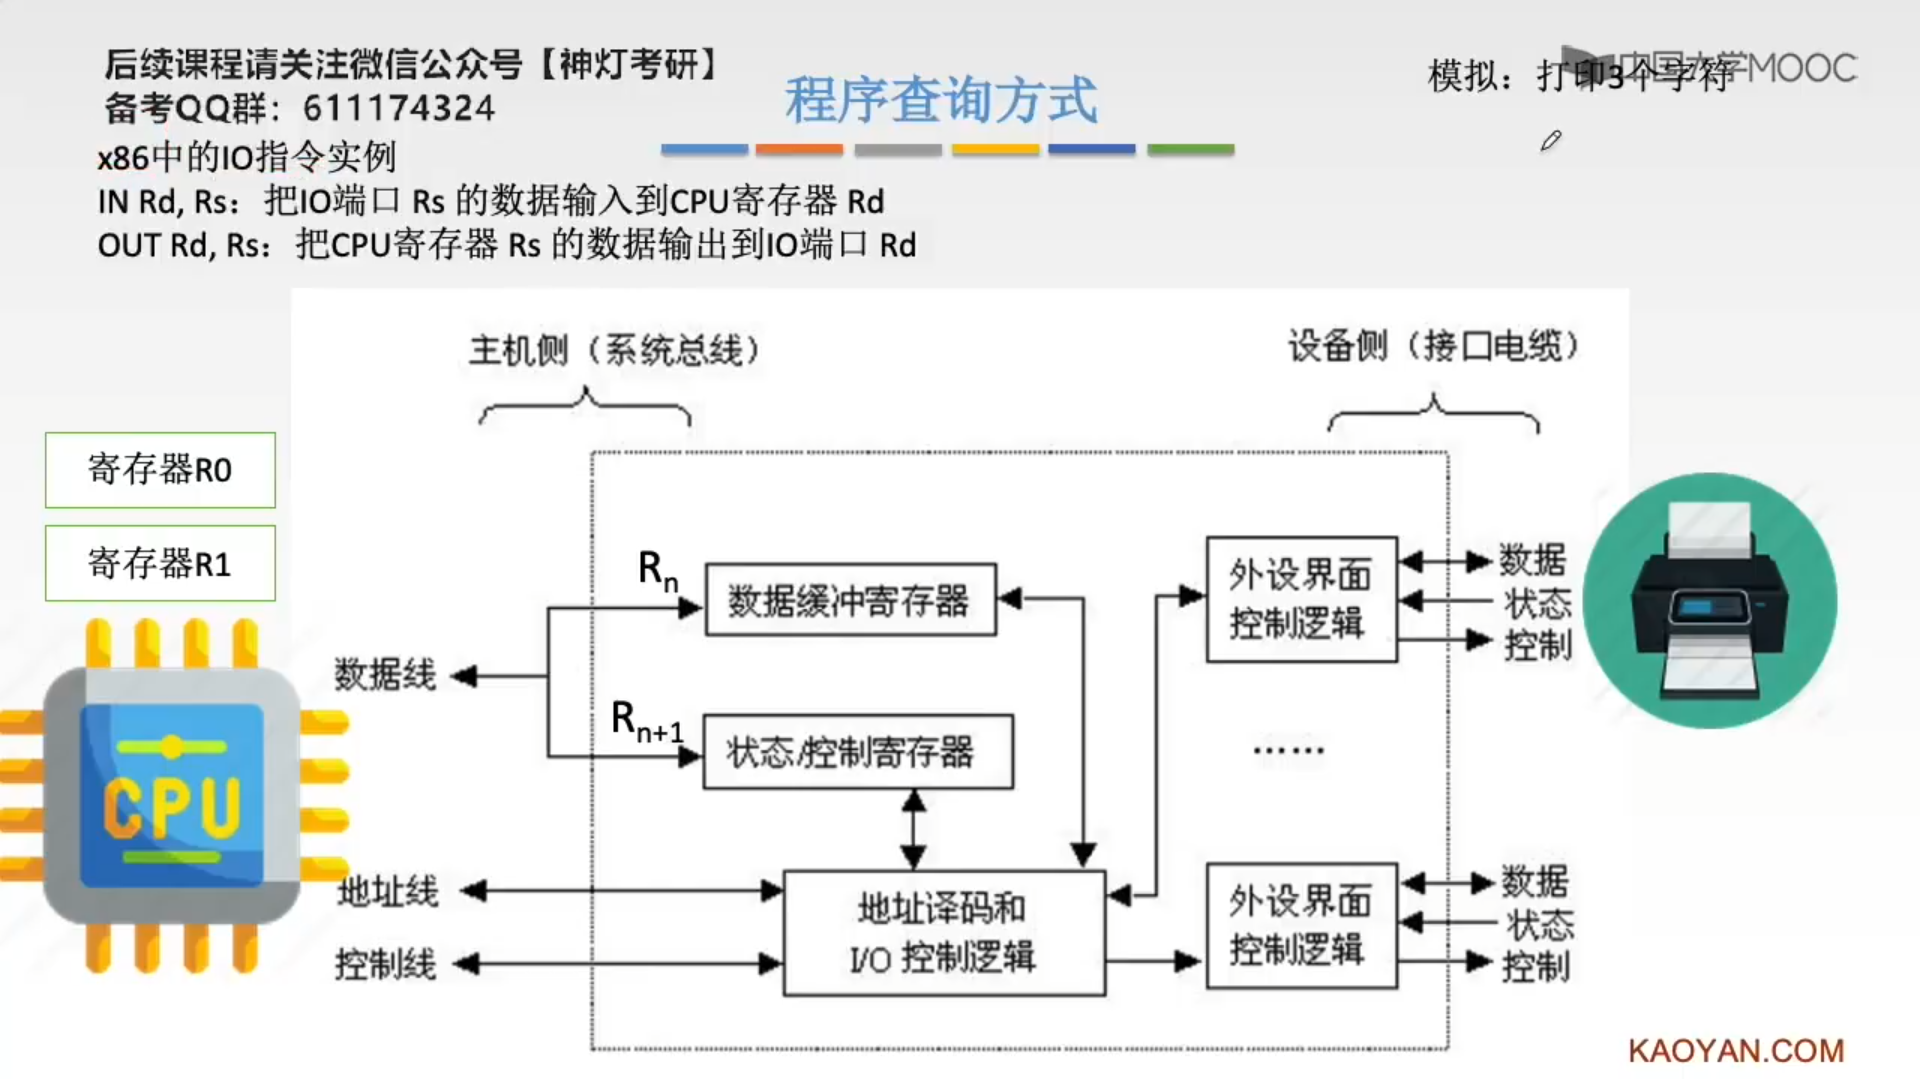 后续课程请关注微信公众号【神灯考研】
备考QQ群：611174324
程序查询方式
模拟：打印3个字符
中国大学MOOC
x86中的IO指令实例
IN Rd, Rs：把IO端口 Rs 的数据输入到CPU寄存器 Rd
OUT Rd, Rs：把CPU寄存器 Rs 的数据输出到IO端口 Rd
主机侧（系统总线）
设备侧（接口电缆）
寄存器R0
寄存器R1
CPU
数据线
地址线
控制线
Rn
数据缓冲寄存器
Rn+1
状态/控制寄存器
地址译码和
I/O 控制逻辑
外设界面
控制逻辑
数据
状态
控制
……
外设界面
控制逻辑
数据
状态
控制
KAOYAN.COM